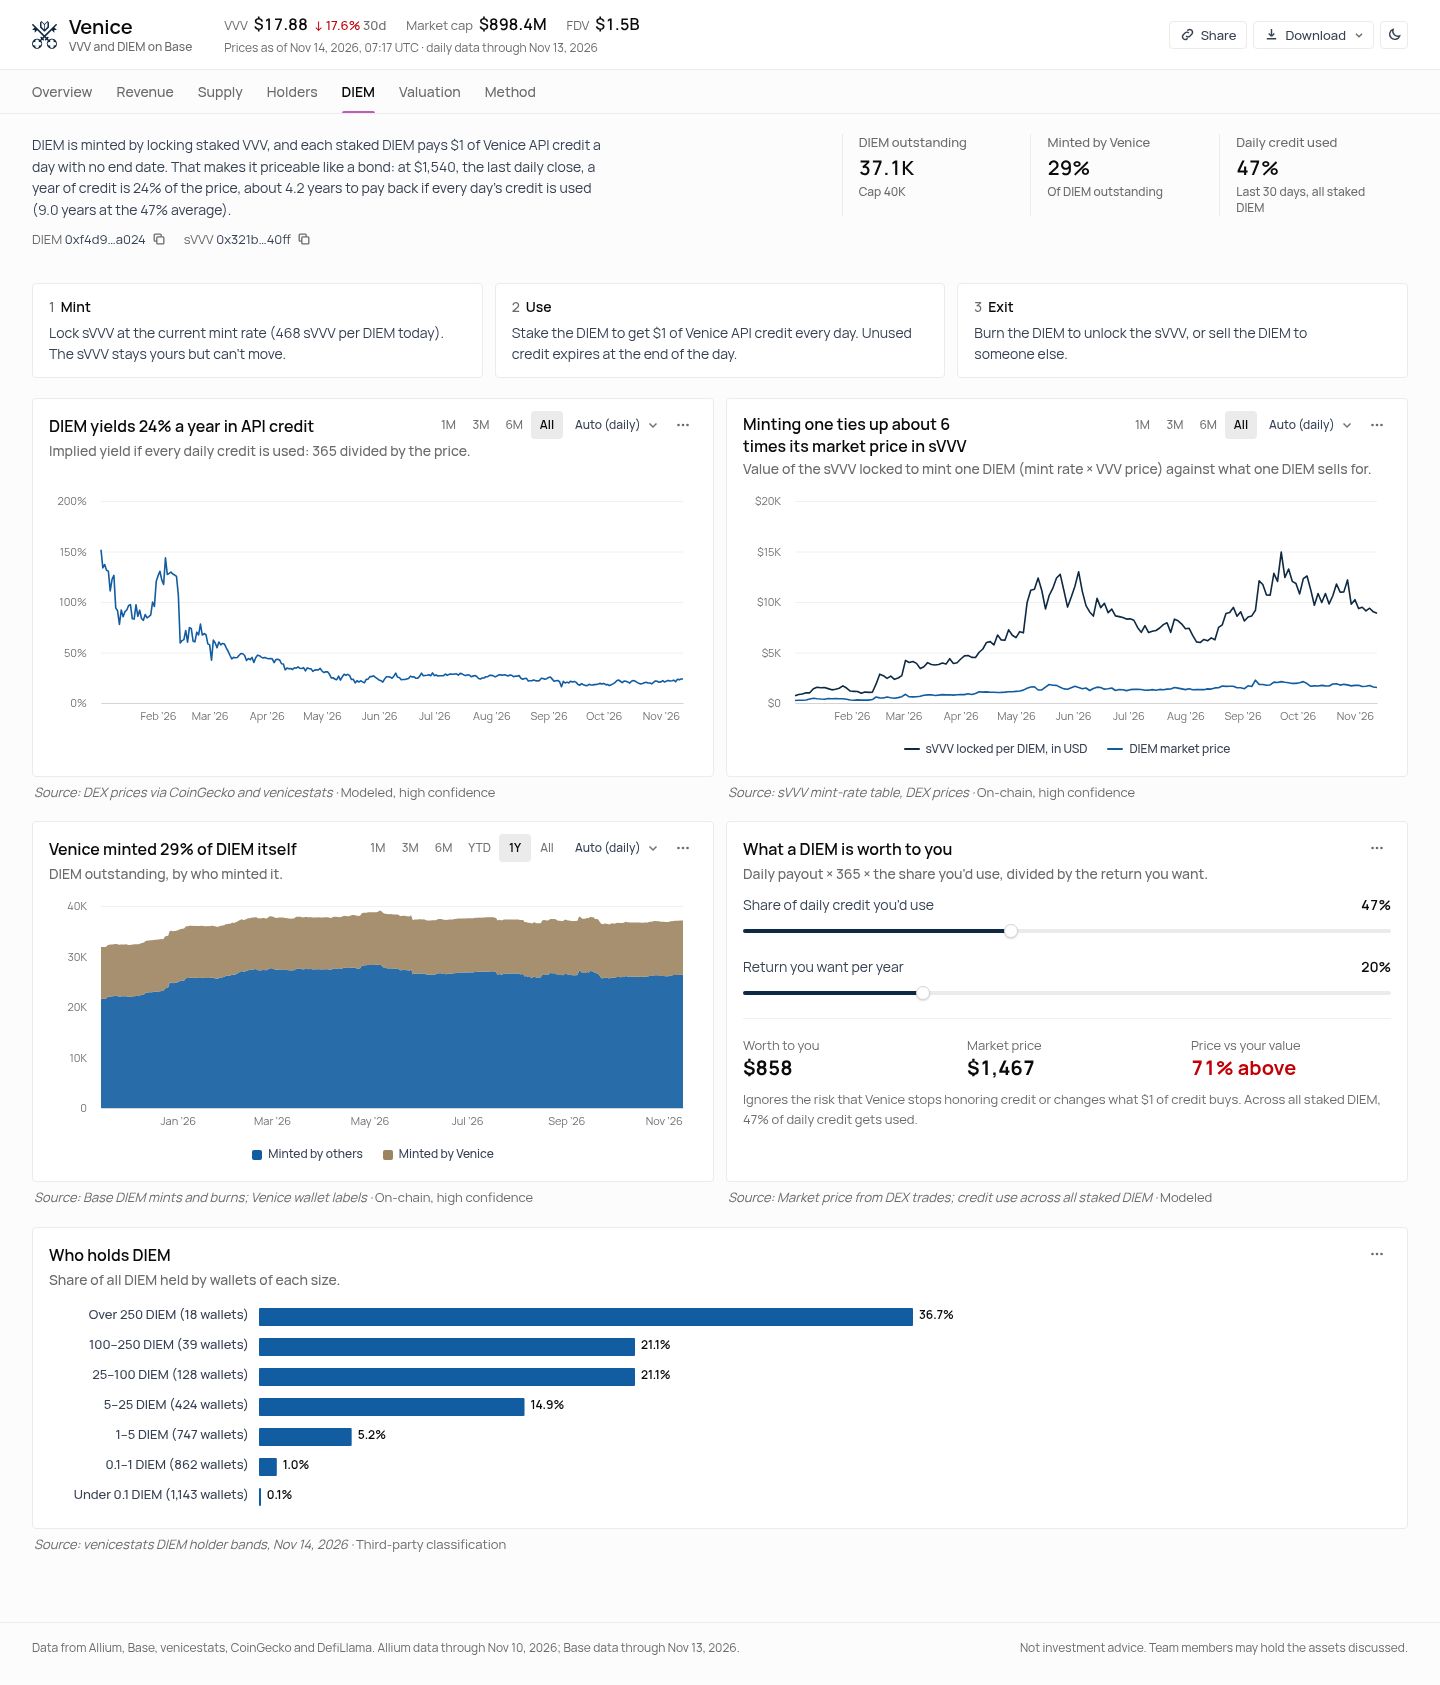 Venice
VVV and DIEM on Base
VVV $17.88 ↓ 17.6% 30d Market cap $898.4M FDV $1.5B
Prices as of Nov 14, 2026, 07:17 UTC · daily data through Nov 13, 2026
Share
Download
Overview Revenue Supply Holders DIEM Valuation Method
DIEM is minted by locking staked VVV, and each staked DIEM pays $1 of Venice API credit a
day with no end date. That makes it priceable like a bond: at $1,540, the last daily close, a
year of credit is 24% of the price, about 4.2 years to pay back if every day's credit is used
(9.0 years at the 47% average).
DIEM 0xf4d9…a024 sVVV 0x321b…40ff
DIEM outstanding
37.1K
Cap 40K
Minted by Venice
29%
Of DIEM outstanding
Daily credit used
47%
Last 30 days, all staked
DIEM
1 Mint
Lock sVVV at the current mint rate (468 sVVV per DIEM today).
The sVVV stays yours but can't move.
2 Use
Stake the DIEM to get $1 of Venice API credit every day. Unused
credit expires at the end of the day.
3 Exit
Burn the DIEM to unlock the sVVV, or sell the DIEM to
someone else.
DIEM yields 24% a year in API credit
1M 3M 6M All Auto (daily)
Implied yield if every daily credit is used: 365 divided by the price.
200%
150%
100%
50%
0%
Feb '26 Mar '26 Apr '26 May '26 Jun '26 Jul '26 Aug '26 Sep '26 Oct '26 Nov '26
Source: DEX prices via CoinGecko and venicestats · Modeled, high confidence
Minting one ties up about 6
times its market price in sVVV
1M 3M 6M All Auto (daily)
Value of the sVVV locked to mint one DIEM (mint rate × VVV price) against what one DIEM sells for.
$20K
$15K
$10K
$5K
$0
Feb '26 Mar '26 Apr '26 May '26 Jun '26 Jul '26 Aug '26 Sep '26 Oct '26 Nov '26
sVVV locked per DIEM, in USD DIEM market price
Source: sVVV mint-rate table, DEX prices · On-chain, high confidence
Venice minted 29% of DIEM itself
1M 3M 6M YTD 1Y All Auto (daily)
DIEM outstanding, by who minted it.
40K
30K
20K
10K
0
Jan '26 Mar '26 May '26 Jul '26 Sep '26 Nov '26
Minted by others Minted by Venice
Source: Base DIEM mints and burns; Venice wallet labels · On-chain, high confidence
What a DIEM is worth to you
Daily payout × 365 × the share you'd use, divided by the return you want.
Share of daily credit you'd use 47%
Return you want per year 20%
Worth to you
$858
Market price
$1,467
Price vs your value
71% above
Ignores the risk that Venice stops honoring credit or changes what $1 of credit buys. Across all staked DIEM,
47% of daily credit gets used.
Source: Market price from DEX trades; credit use across all staked DIEM · Modeled
Who holds DIEM
Share of all DIEM held by wallets of each size.
Over 250 DIEM (18 wallets) 36.7%
100–250 DIEM (39 wallets) 21.1%
25–100 DIEM (128 wallets) 21.1%
5–25 DIEM (424 wallets) 14.9%
1–5 DIEM (747 wallets) 5.2%
0.1–1 DIEM (862 wallets) 1.0%
Under 0.1 DIEM (1,143 wallets) 0.1%
Source: venicestats DIEM holder bands, Nov 14, 2026 · Third-party classification
Data from Allium, Base, venicestats, CoinGecko and DefiLlama. Allium data through Nov 10, 2026; Base data through Nov 13, 2026.
Not investment advice. Team members may hold the assets discussed.